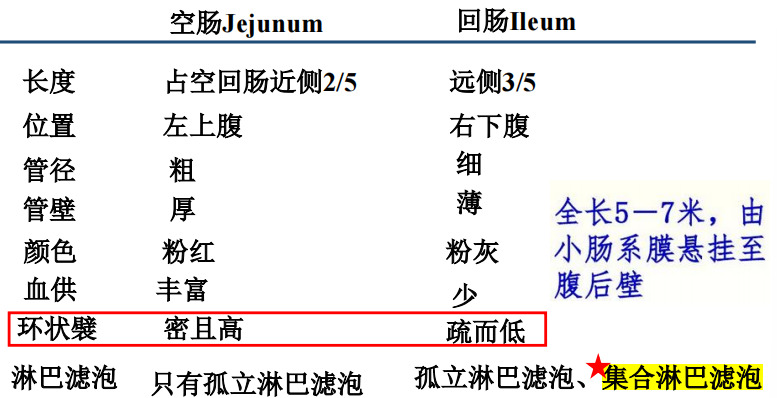 空肠Jejunum 回肠Ileum
长度 占空回肠近侧2/5 远侧3/5
位置 左上腹 右下腹
管径 粗 细
管壁 厚 薄
颜色 粉红 粉灰
血供 丰富 少
环状襞 密且高 疏而低
淋巴滤泡 只有孤立淋巴滤泡 孤立淋巴滤泡、集合淋巴滤泡
全长5—7米，由
小肠系膜悬挂至
腹后壁